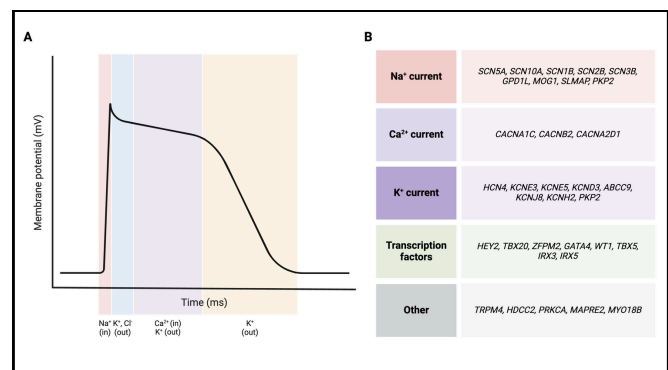 A
Membrane potential (mV)
Time (ms)
Na⁺ K⁺, Cl⁻ Ca²⁺ (in) K⁺
(in) (out) K⁺ (out) (out)
B
Na⁺ current
SCN5A, SCN10A, SCN1B, SCN2B, SCN3B,
GPD1L, MOG1, SLMAP, PKP2
Ca²⁺ current
CACNA1C, CACNB2, CACNA2D1
K⁺ current
HCN4, KCNE3, KCNE5, KCND3, ABCC9,
KCNJ8, KCNH2, PKP2
Transcription
factors
HEY2, TBX20, ZFPM2, GATA4, WT1, TBX5,
IRX3, IRX5
Other
TRPM4, HDCC2, PRKCA, MAPRE2, MYO18B